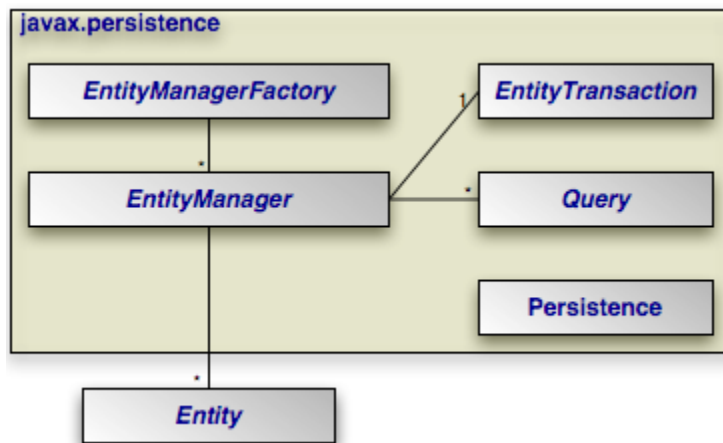 javax.persistence
EntityManagerFactory
EntityTransaction
1
*
EntityManager
*
Query
Persistence
*
Entity